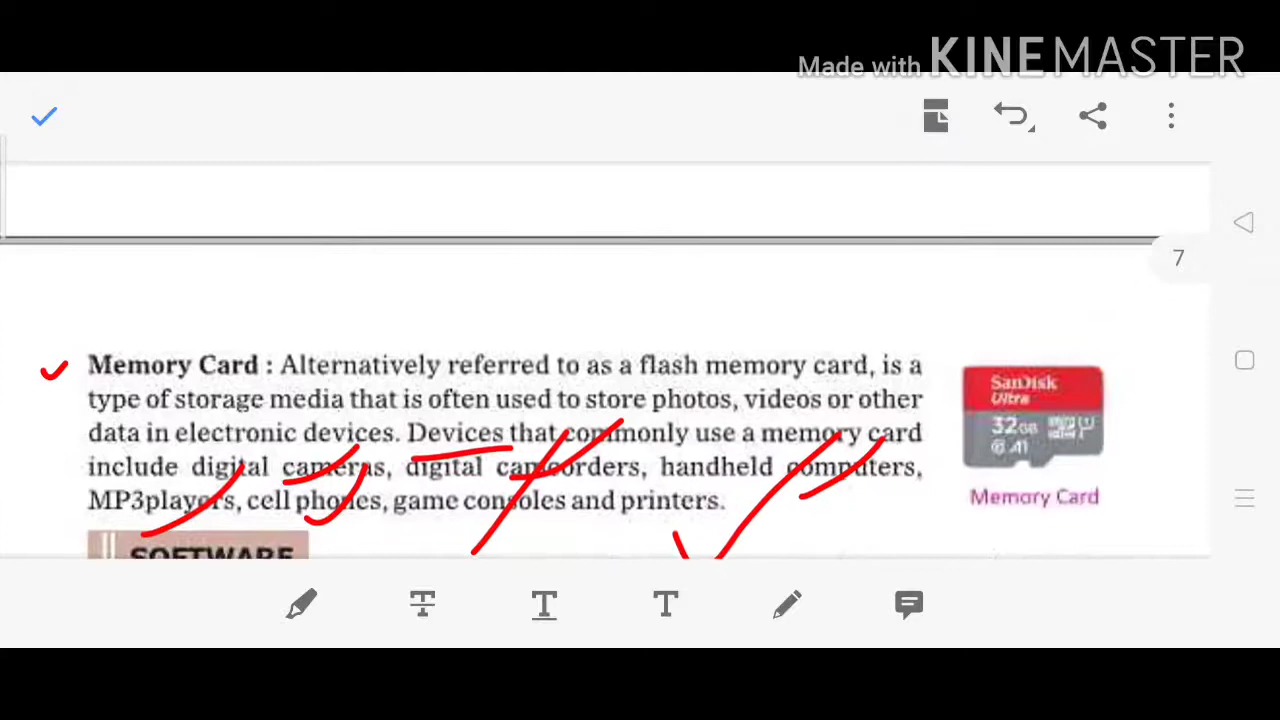 Made with KINEMASTER
7
Memory Card : Alternatively referred to as a flash memory card, is a
type of storage media that is often used to store photos, videos or other
data in electronic devices. Devices that commonly use a memory card
include digital cameras, digital camcorders, handheld computers,
MP3players, cell phones, game consoles and printers.
SanDisk
Ultra
32GB
A1
Memory Card
SOFTWARE